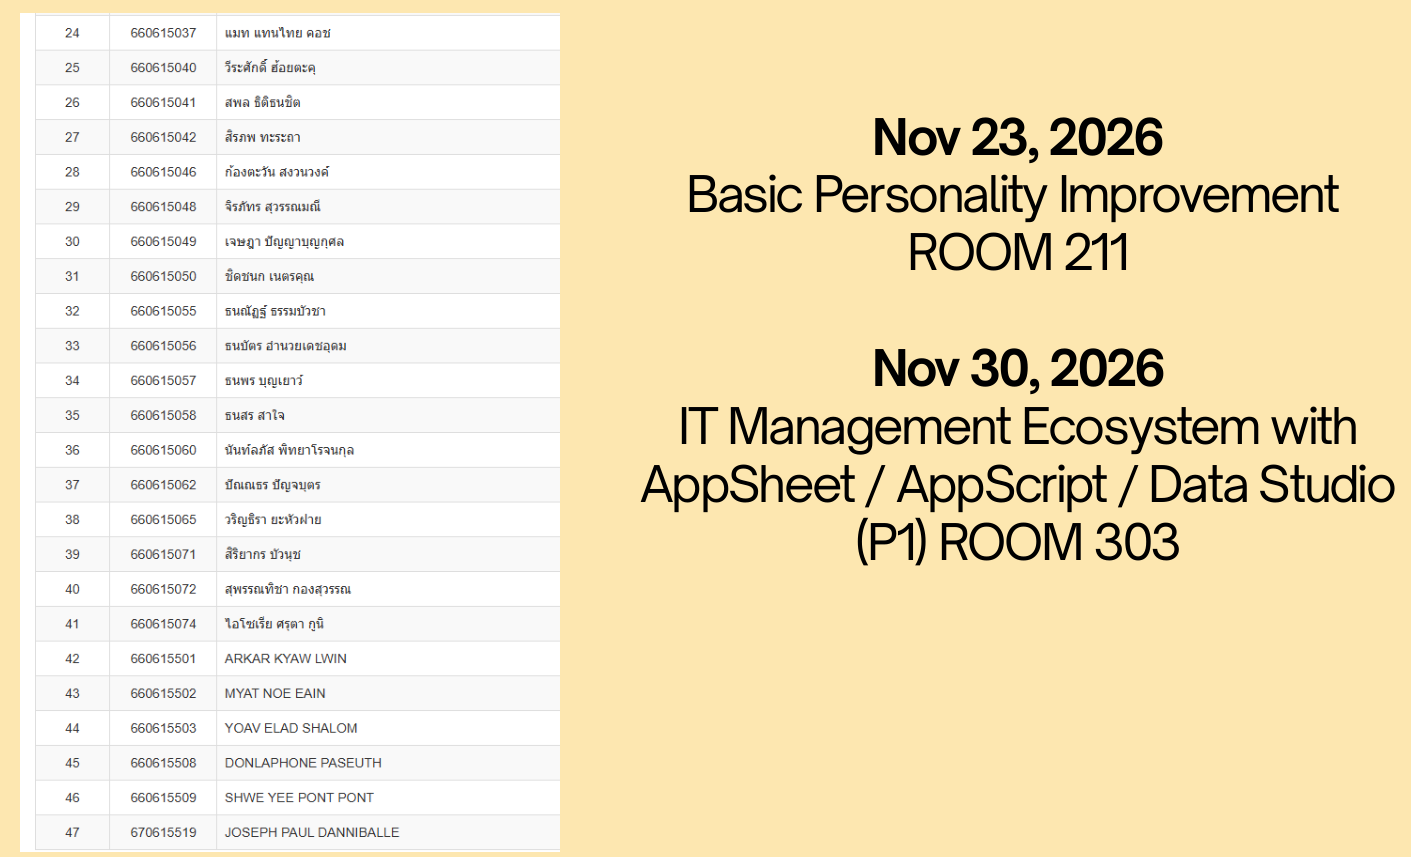 24 660615037 แมท แทนไทย คอช
25 660615040 วีระศักดิ์ ฮ้อยตะคุ
26 660615041 สพล ธิติธนชิต
27 660615042 สิรภพ ทะระถา
28 660615046 ก้องตะวัน สงวนวงค์
29 660615048 จิรภัทร สุวรรณมณี
30 660615049 เจษฎา ปัญญาบุญกุศล
31 660615050 ชิดชนก เนตรคุณ
32 660615055 ธนณัฏฐ์ ธรรมบัวชา
33 660615056 ธนบัตร อำนวยเดชอุดม
34 660615057 ธนพร บุญเยาว์
35 660615058 ธนสร สาใจ
36 660615060 นันท์ลภัส พิทยาโรจนกุล
37 660615062 ปัณณธร ปัญจบุตร
38 660615065 วริญธิรา ยะหัวฝาย
39 660615071 สิริยากร บัวนุช
40 660615072 สุพรรณทิชา กองสุวรรณ
41 660615074 ไอโซเรีย ศรุตา กูนิ
42 660615501 ARKAR KYAW LWIN
43 660615502 MYAT NOE EAIN
44 660615503 YOAV ELAD SHALOM
45 660615508 DONLAPHONE PASEUTH
46 660615509 SHWE YEE PONT PONT
47 670615519 JOSEPH PAUL DANNIBALLE
Nov 23, 2026
Basic Personality Improvement
ROOM 211
Nov 30, 2026
IT Management Ecosystem with
AppSheet / AppScript / Data Studio
(P1) ROOM 303